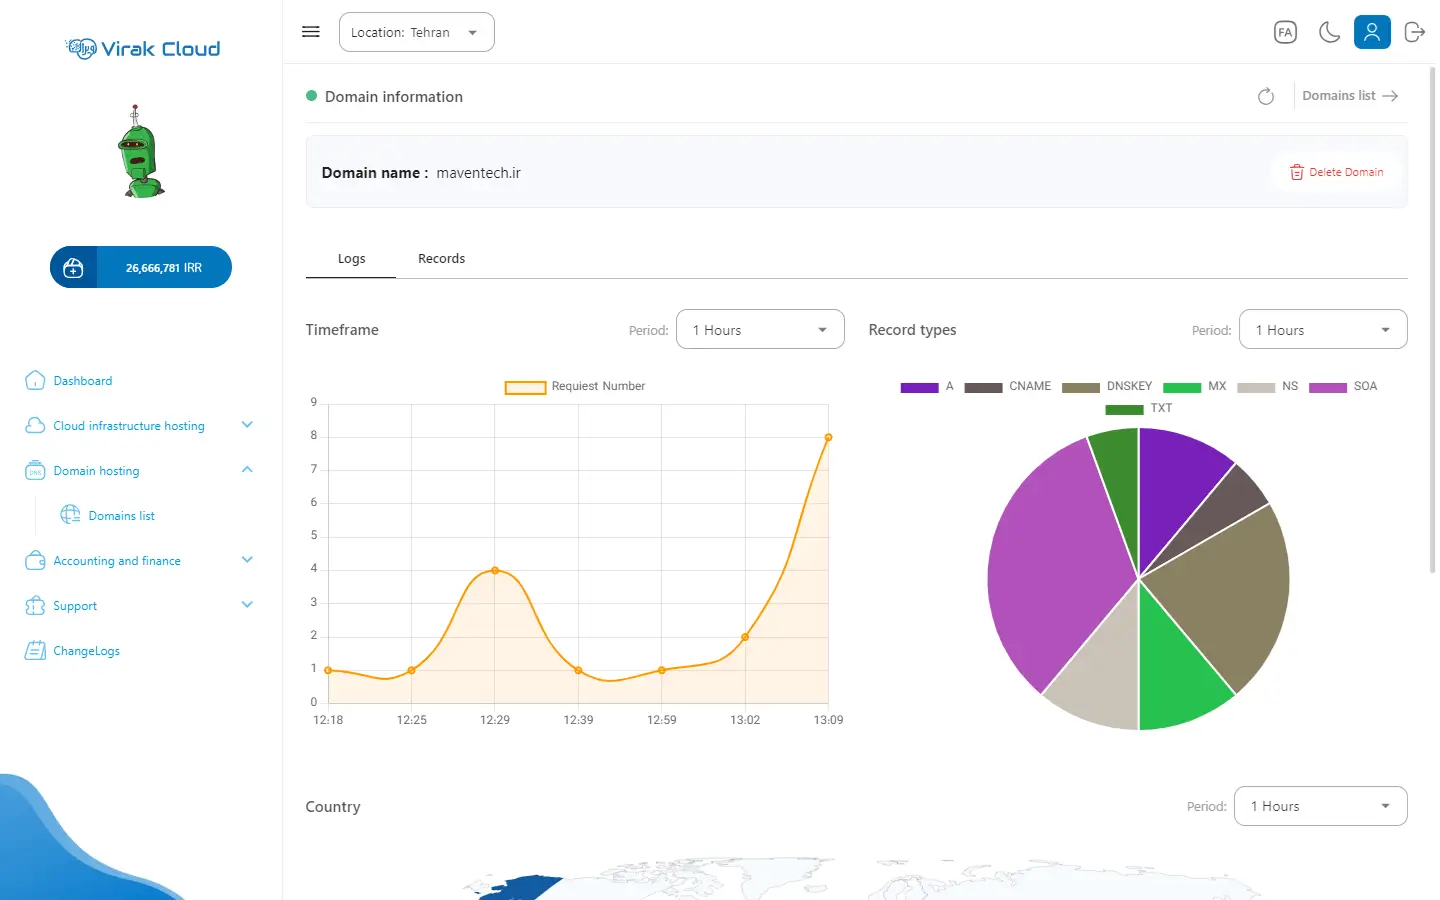 Virak Cloud
Location: Tehran
FA
Domain information
Domains list
Domain name : maventech.ir
Delete Domain
26,666,781 IRR
Logs
Records
Timeframe
Period:
1 Hours
Record types
Period:
1 Hours
Dashboard
Cloud infrastructure hosting
DNS
Domain hosting
Domains list
Accounting and finance
Support
ChangeLogs
Requiest Number
9
8
7
6
5
4
3
2
1
0
12:18 12:25 12:29 12:39 12:59 13:02 13:09
A CNAME DNSKEY MX NS SOA
TXT
Country
Period:
1 Hours